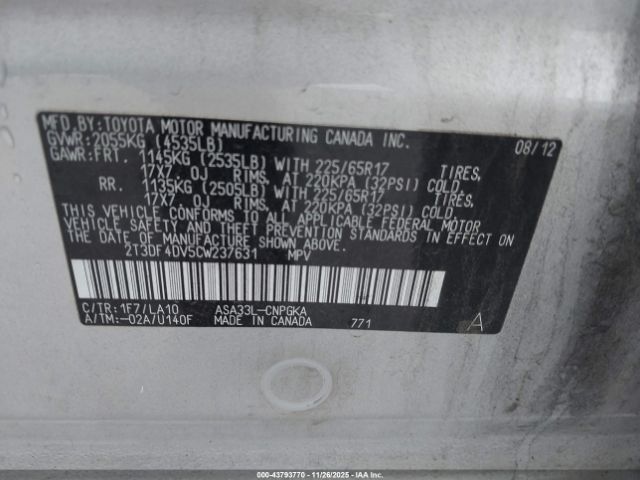 MFD.BY:TOYOTA MOTOR MANUFACTURING CANADA INC. 08/12
GVWR:2055KG (4535LB)
GAWR:FRT. 1145KG (2535LB) WITH 225/65R17 TIRES,
17X7 OJ RIMS, AT 220KPA (32PSI) COLD.
RR. 1135KG (2505LB) WITH 225/65R17 TIRES,
17X7 OJ RIMS, AT 220KPA (32PSI) COLD.
THIS VEHICLE CONFORMS TO ALL APPLICABLE FEDERAL MOTOR
VEHICLE SAFETY AND THEFT PREVENTION STANDARDS IN EFFECT ON
THE DATE OF MANUFACTURE SHOWN ABOVE.
2T3DF4DV5CW237631 MPV
C/TR:1F7/LA10 ASA33L-CNPGKA
A/TM:-02A/U140F MADE IN CANADA 771 A
000-43793770 | 11/26/2025 | Copyright © IAA